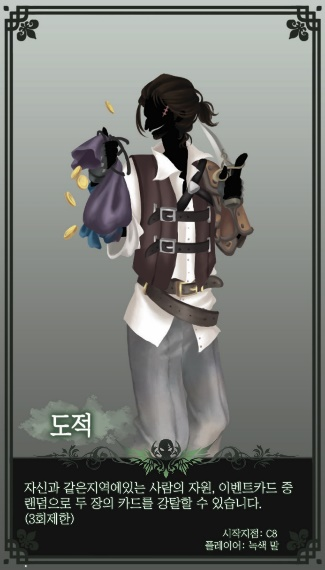 도적
자신과 같은지역에있는 사람의 자원, 이벤트카드 중
랜덤으로 두 장의 카드를 강탈할 수 있습니다.
(3회제한)
시작지점: C8
플레이어: 녹색 말